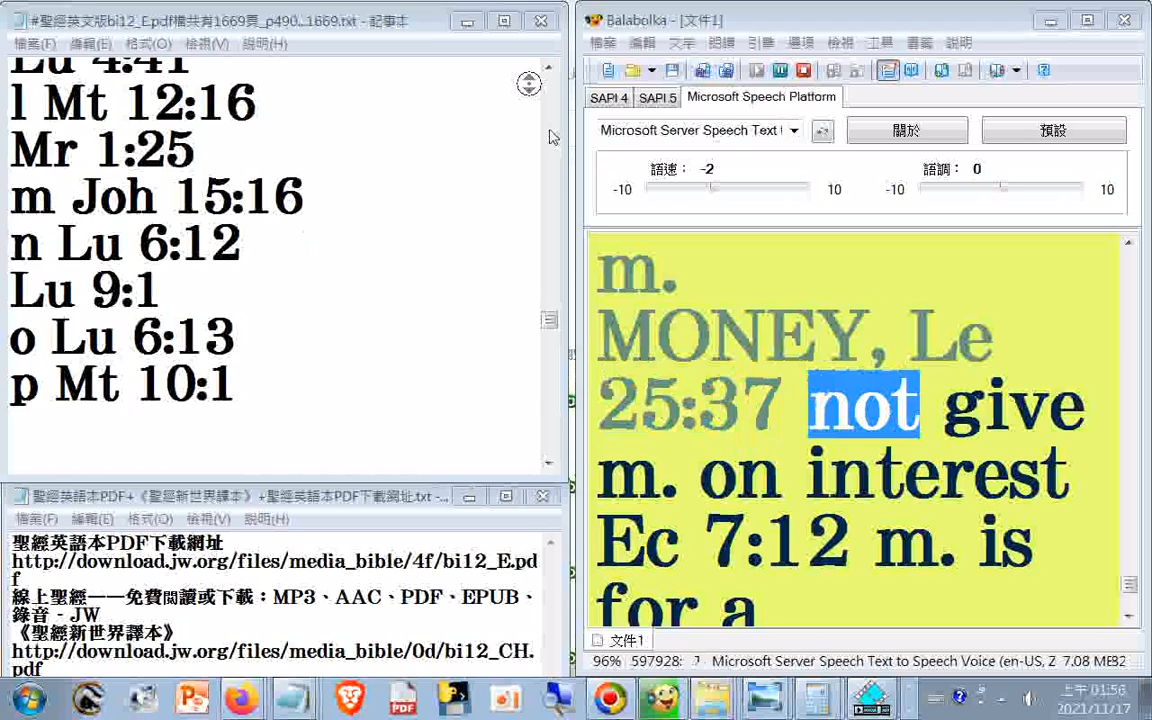 #聖經英文版bi12_E.pdf檔共有1669頁_p490...1669.txt - 記事本
檔案(F) 編輯(E) 格式(O) 檢視(V) 說明(H)
Lu 4:41
l Mt 12:16
Mr 1:25
m Joh 15:16
n Lu 6:12
Lu 9:1
o Lu 6:13
p Mt 10:1
聖經英語本PDF+《聖經新世界譯本》+聖經英語本PDF下載網址.txt - ...
檔案(F) 編輯(E) 格式(O) 檢視(V) 說明(H)
聖經英語本PDF下載網址
http://download.jw.org/files/media_bible/4f/bi12_E.pd
f
線上聖經——免費閱讀或下載：MP3、AAC、PDF、EPUB、
錄音 - JW
《聖經新世界譯本》
http://download.jw.org/files/media_bible/0d/bi12_CH.
pdf
Balabolka - [文件1]
檔案 編輯 文字 朗讀 引擎 選項 檢視 工具 書籤 說明
SAPI 4 SAPI 5 Microsoft Speech Platform
Microsoft Server Speech Text 關於 預設
語速： -2 語調： 0
-10 10 -10 10
m.
MONEY, Le
25:37 not give
m. on interest
Ec 7:12 m. is
for a
文件1
96% 597928: ? Microsoft Server Speech Text to Speech Voice (en-US, Z 7.08 MB
上午 01:56
2021/11/17